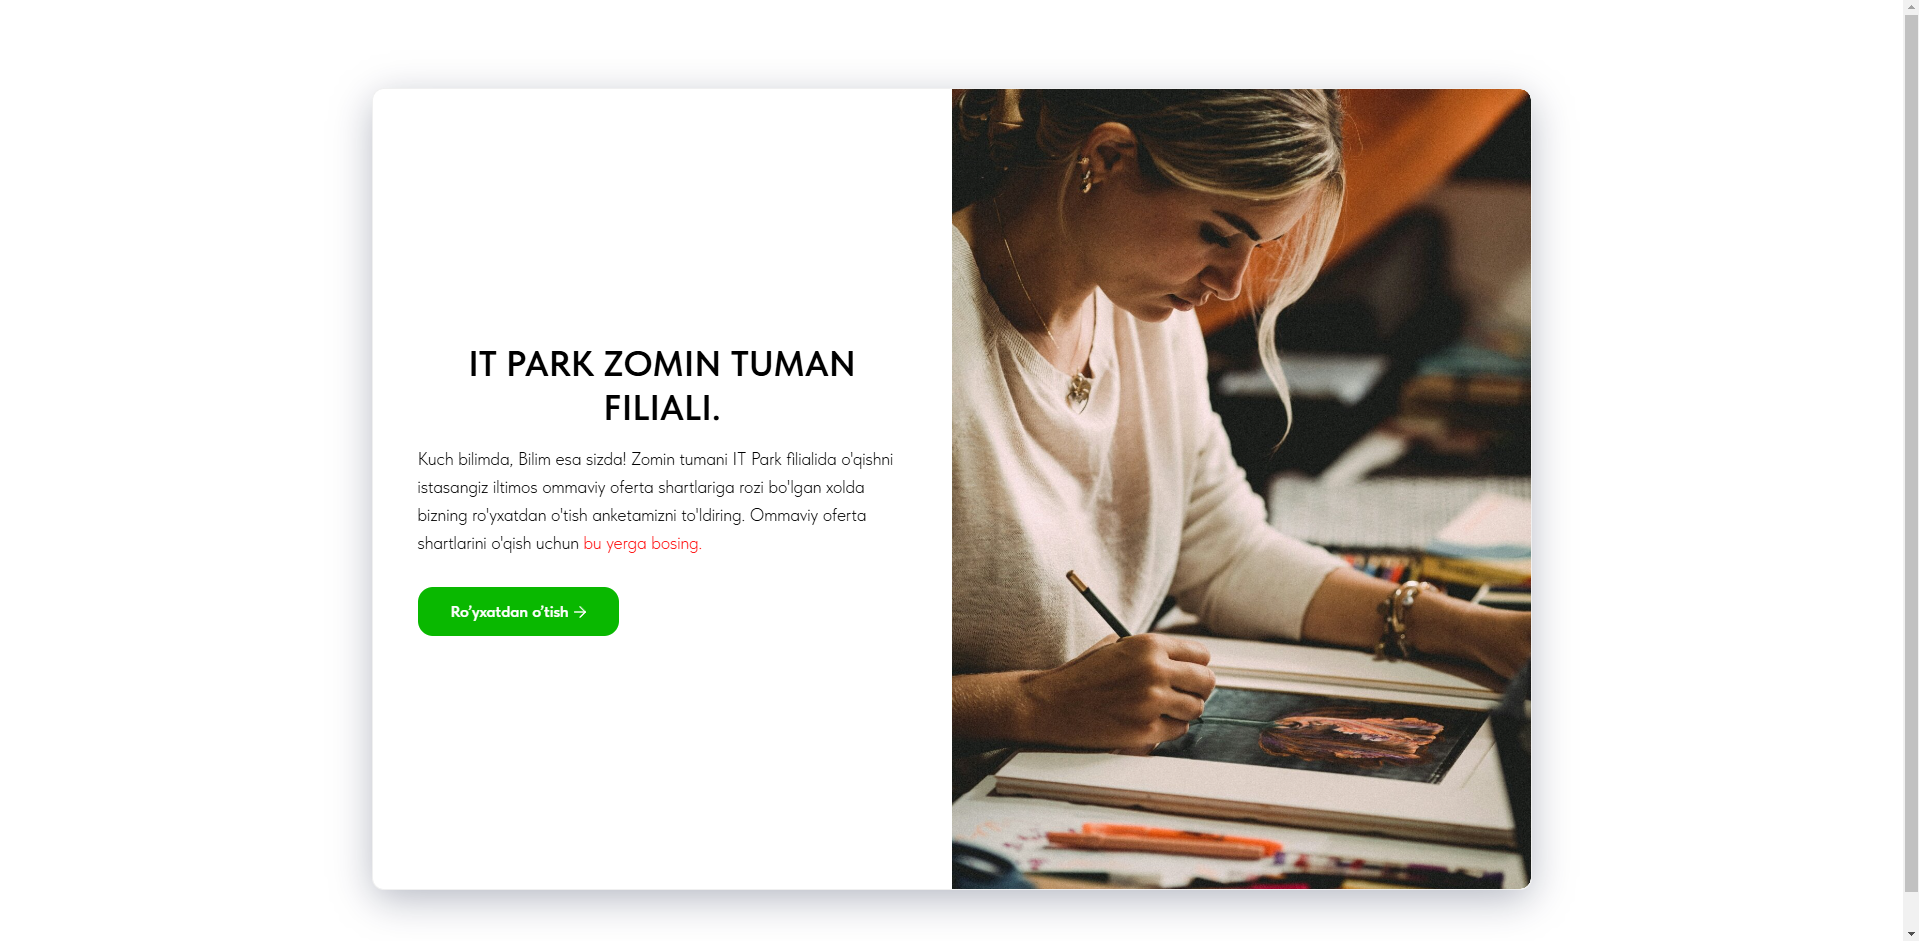 IT PARK ZOMIN TUMAN
FILIALI.
Kuch bilimda, Bilim esa sizda! Zomin tumani IT Park filialida o'qishni
istasangiz iltimos ommaviy oferta shartlariga rozi bo'lgan xolda
bizning ro'yxatdan o'tish anketamizni to'ldiring. Ommaviy oferta
shartlarini o'qish uchun bu yerga bosing.
Ro'yxatdan o'tish →